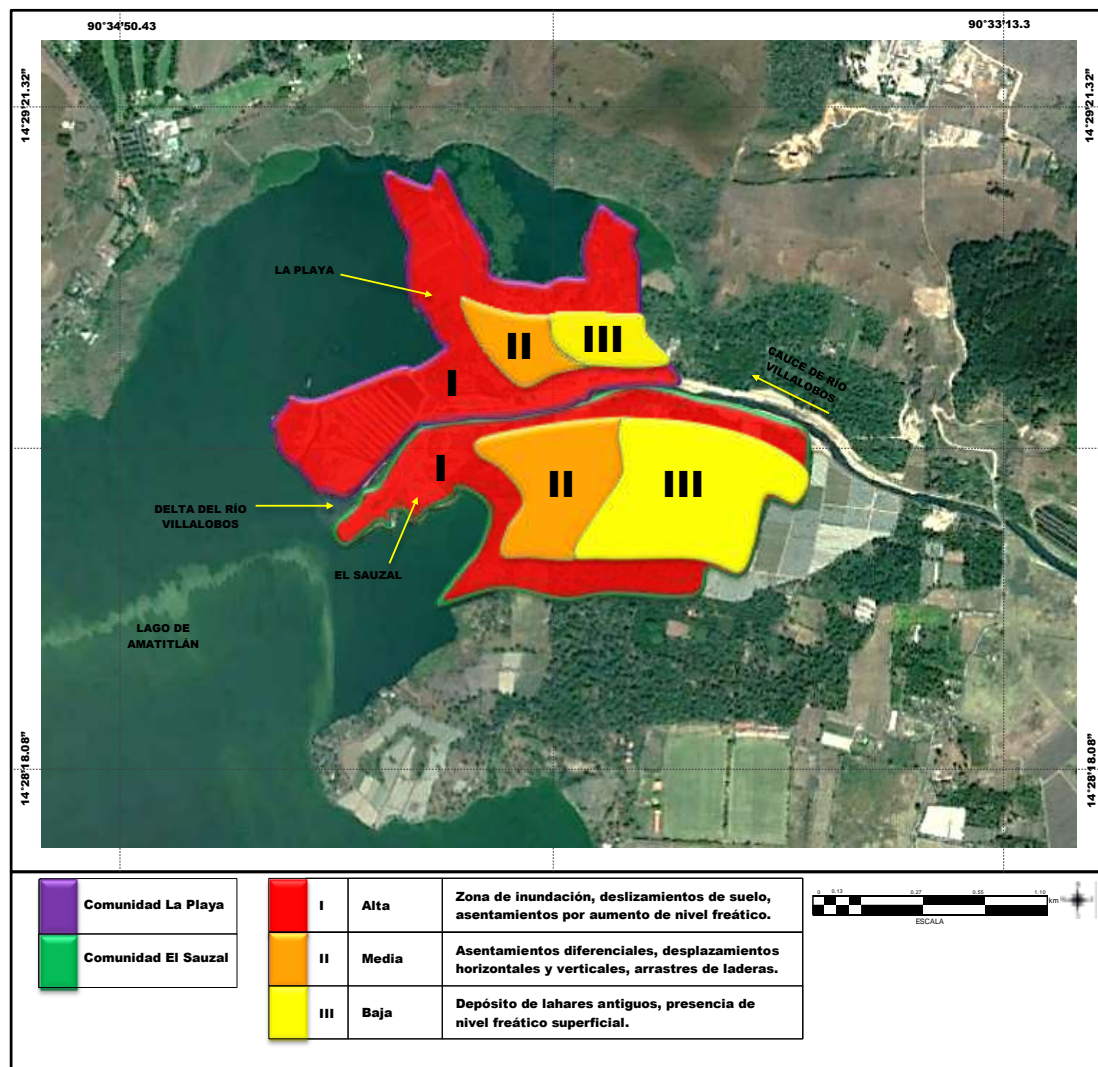 90°34'50.43
90°33'13.3
14°29'21.32”
14°29'21.32”
LA PLAYA
II
III
CAUCE DE RÍO
VILLALOBOS
I
I
II
III
DELTA DEL RÍO
VILLALOBOS
EL SAUZAL
LAGO DE
AMATITLÁN
14°28'18.08”
14°28'18.08”
Comunidad La Playa
Comunidad El Sauzal
I Alta Zona de inundación, deslizamientos de suelo,
asentamientos por aumento de nivel freático.
II Media Asentamientos diferenciales, desplazamientos
horizontales y verticales, arrastres de laderas.
III Baja Depósito de lahares antiguos, presencia de
nivel freático superficial.
0 0.13 0.27 0.55 1.10
km
ESCALA